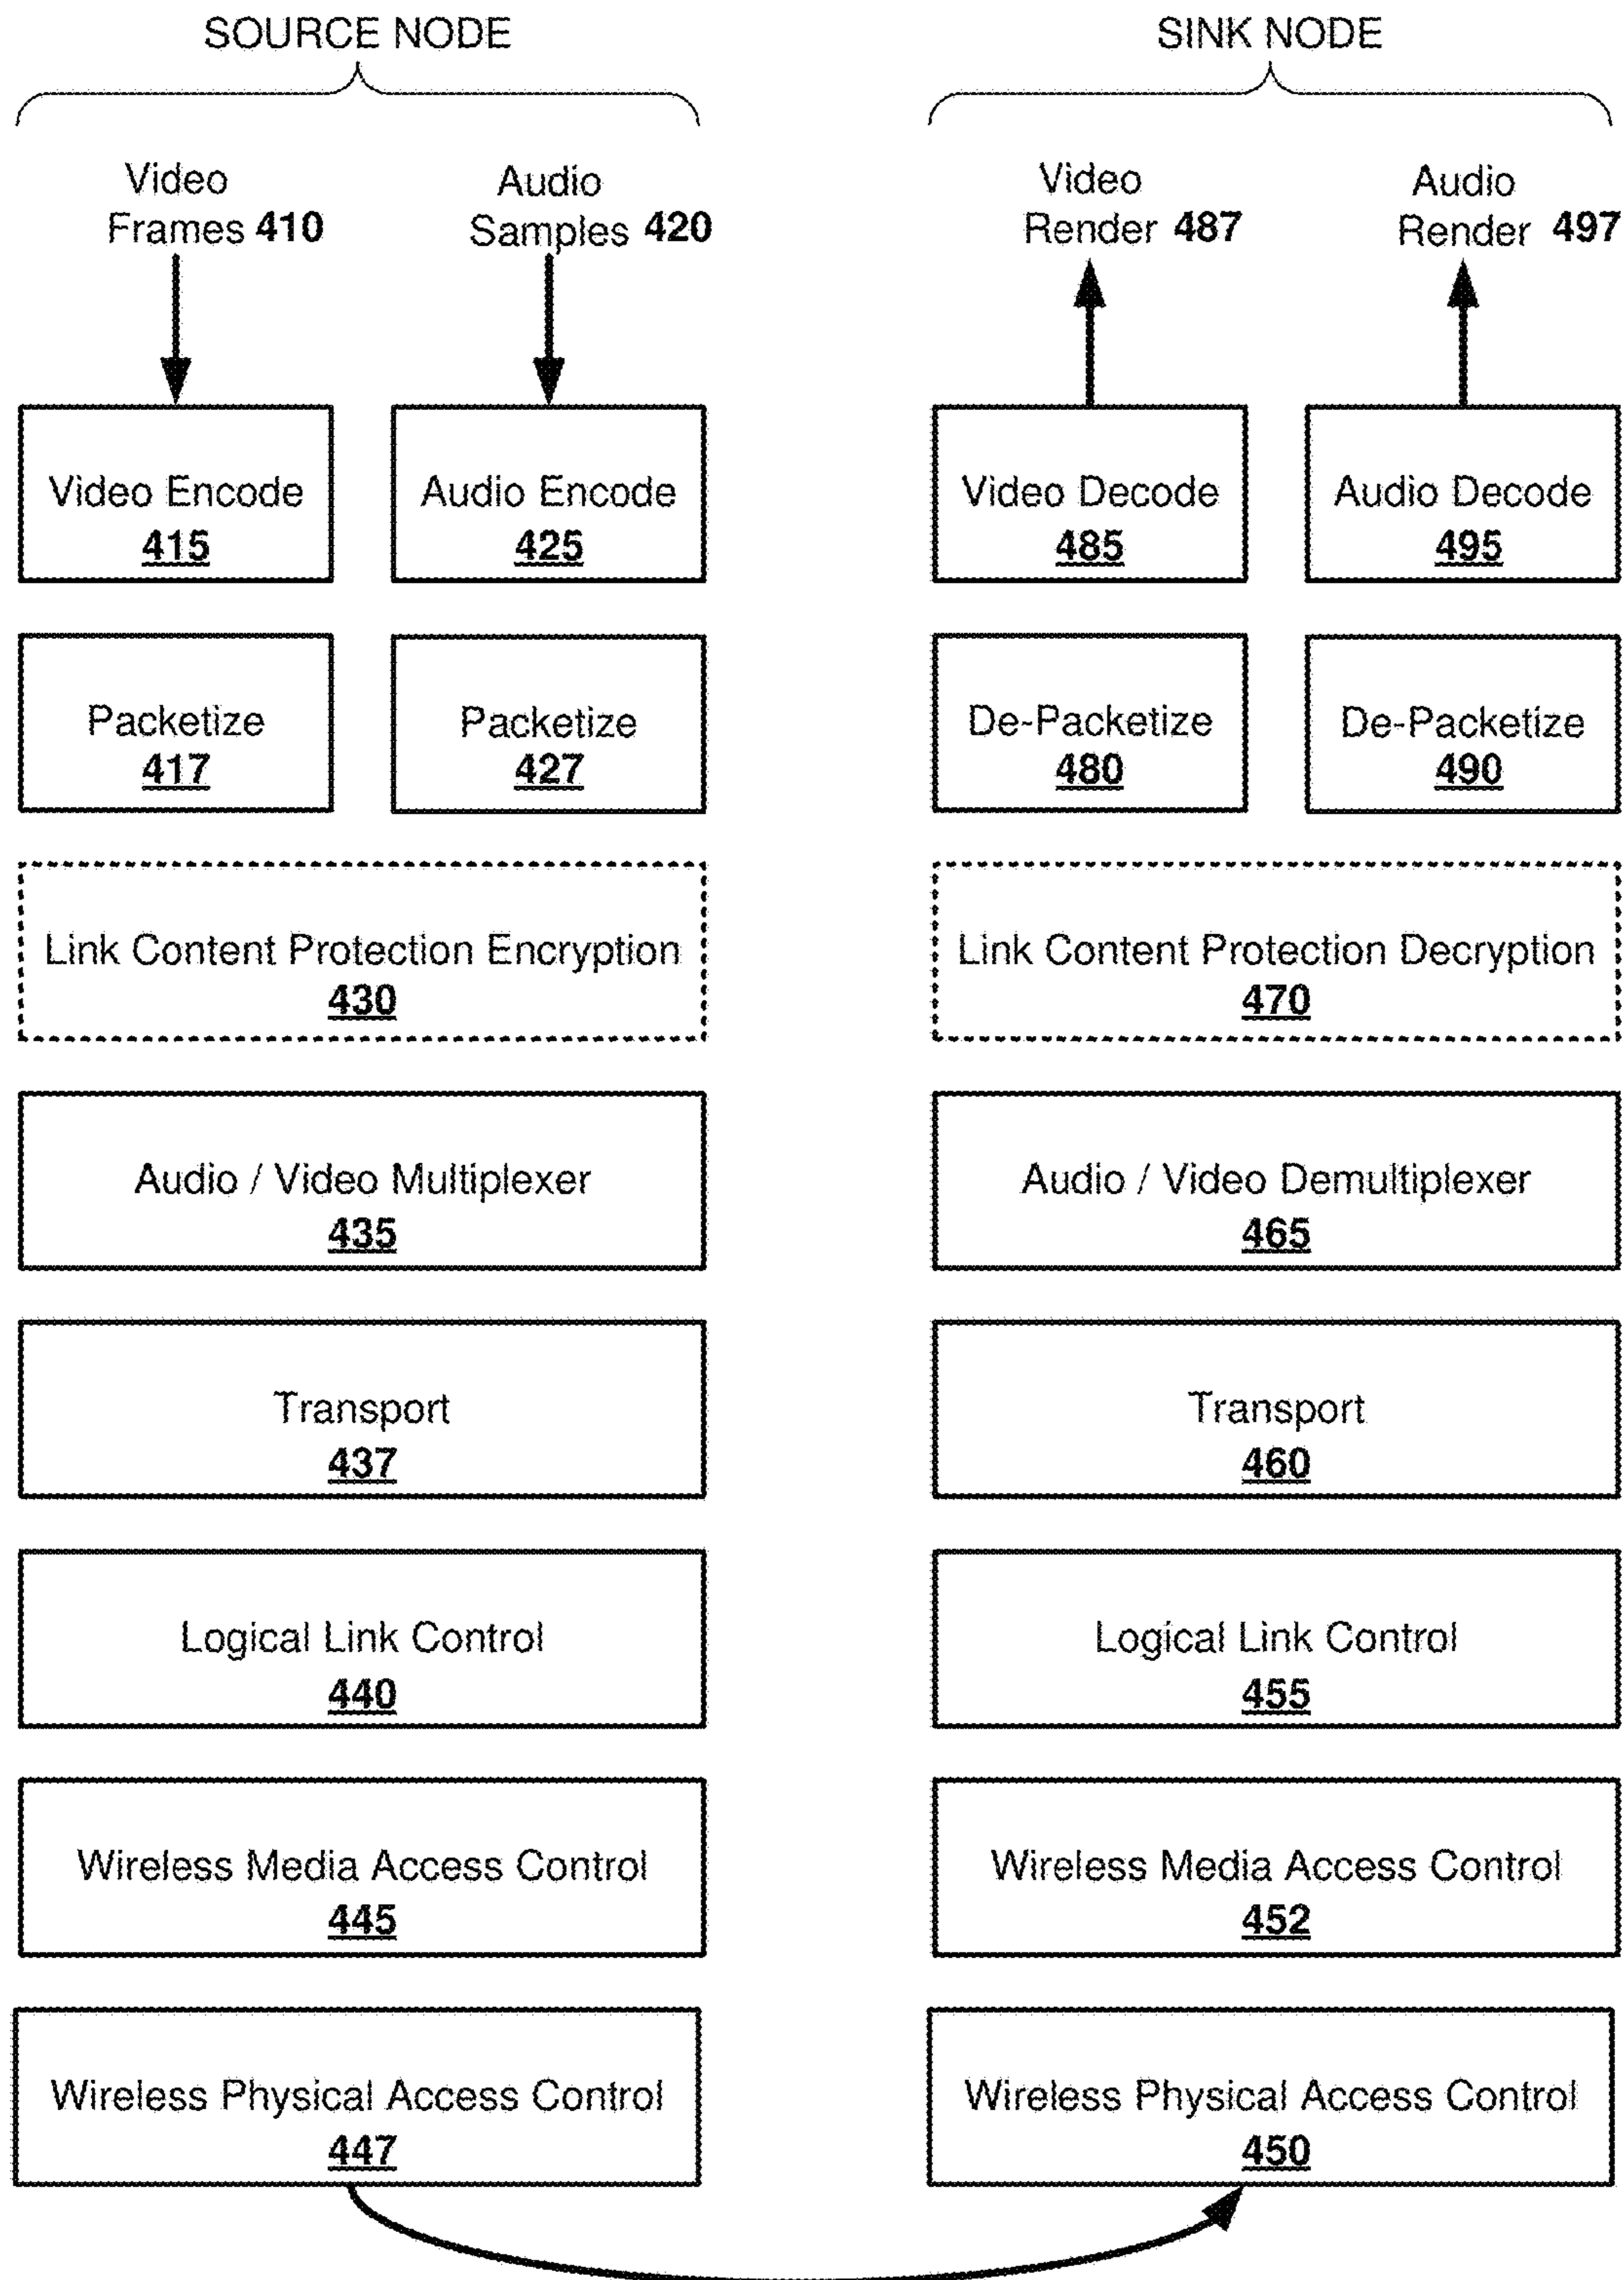 SOURCE NODE
SINK NODE
Video
Frames 410
Audio
Samples 420
Video
Render 487
Audio
Render 497
Video Encode
415
Audio Encode
425
Video Decode
485
Audio Decode
495
Packetize
417
Packetize
427
De-Packetize
480
De-Packetize
490
Link Content Protection Encryption
430
Link Content Protection Decryption
470
Audio / Video Multiplexer
435
Audio / Video Demultiplexer
465
Transport
437
Transport
460
Logical Link Control
440
Logical Link Control
455
Wireless Media Access Control
445
Wireless Media Access Control
452
Wireless Physical Access Control
447
Wireless Physical Access Control
450